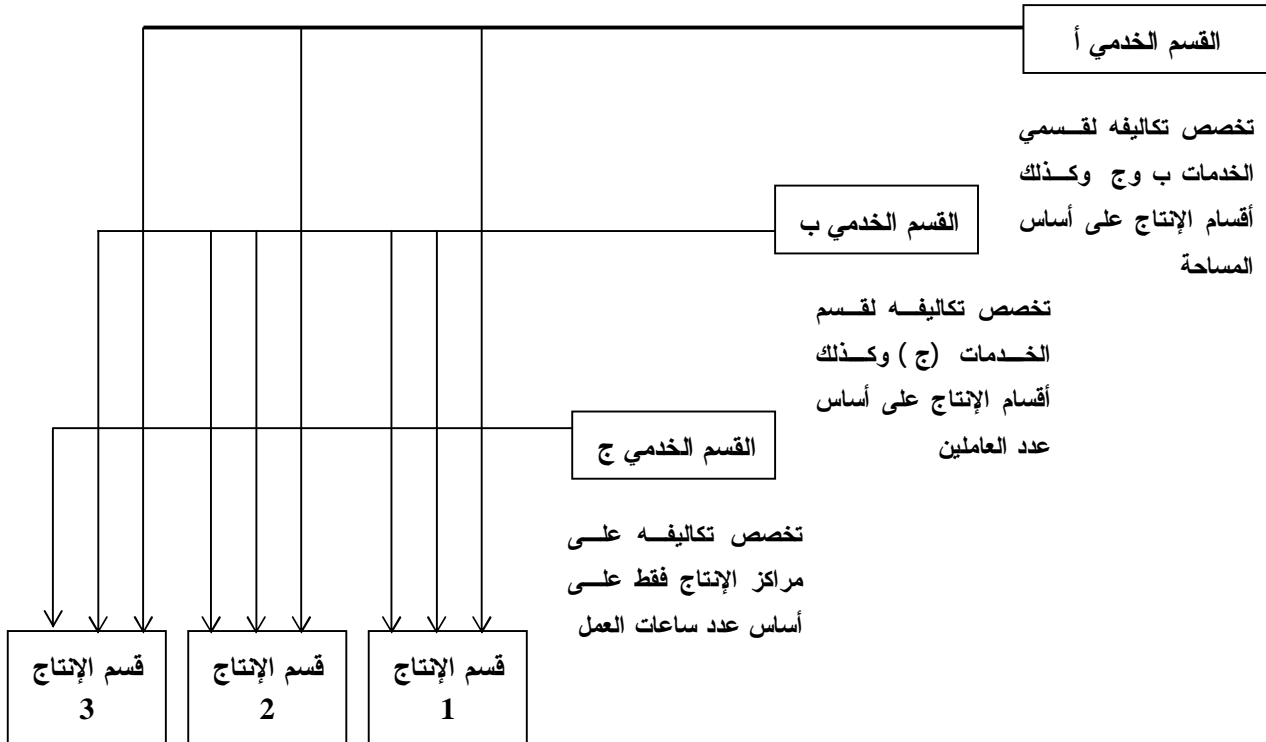 القسم الخدمي أ
تخصص تكاليفه لقسمي
الخدمات ب وج وكذلك
أقسام الإنتاج على أساس
المساحة
القسم الخدمي ب
تخصص تكاليفه لقسم
الخدمات (ج) وكذلك
أقسام الإنتاج على أساس
عدد العاملين
القسم الخدمي ج
تخصص تكاليفه على
مراكز الإنتاج فقط على
أساس عدد ساعات العمل
قسم الإنتاج
1
قسم الإنتاج
2
قسم الإنتاج
3